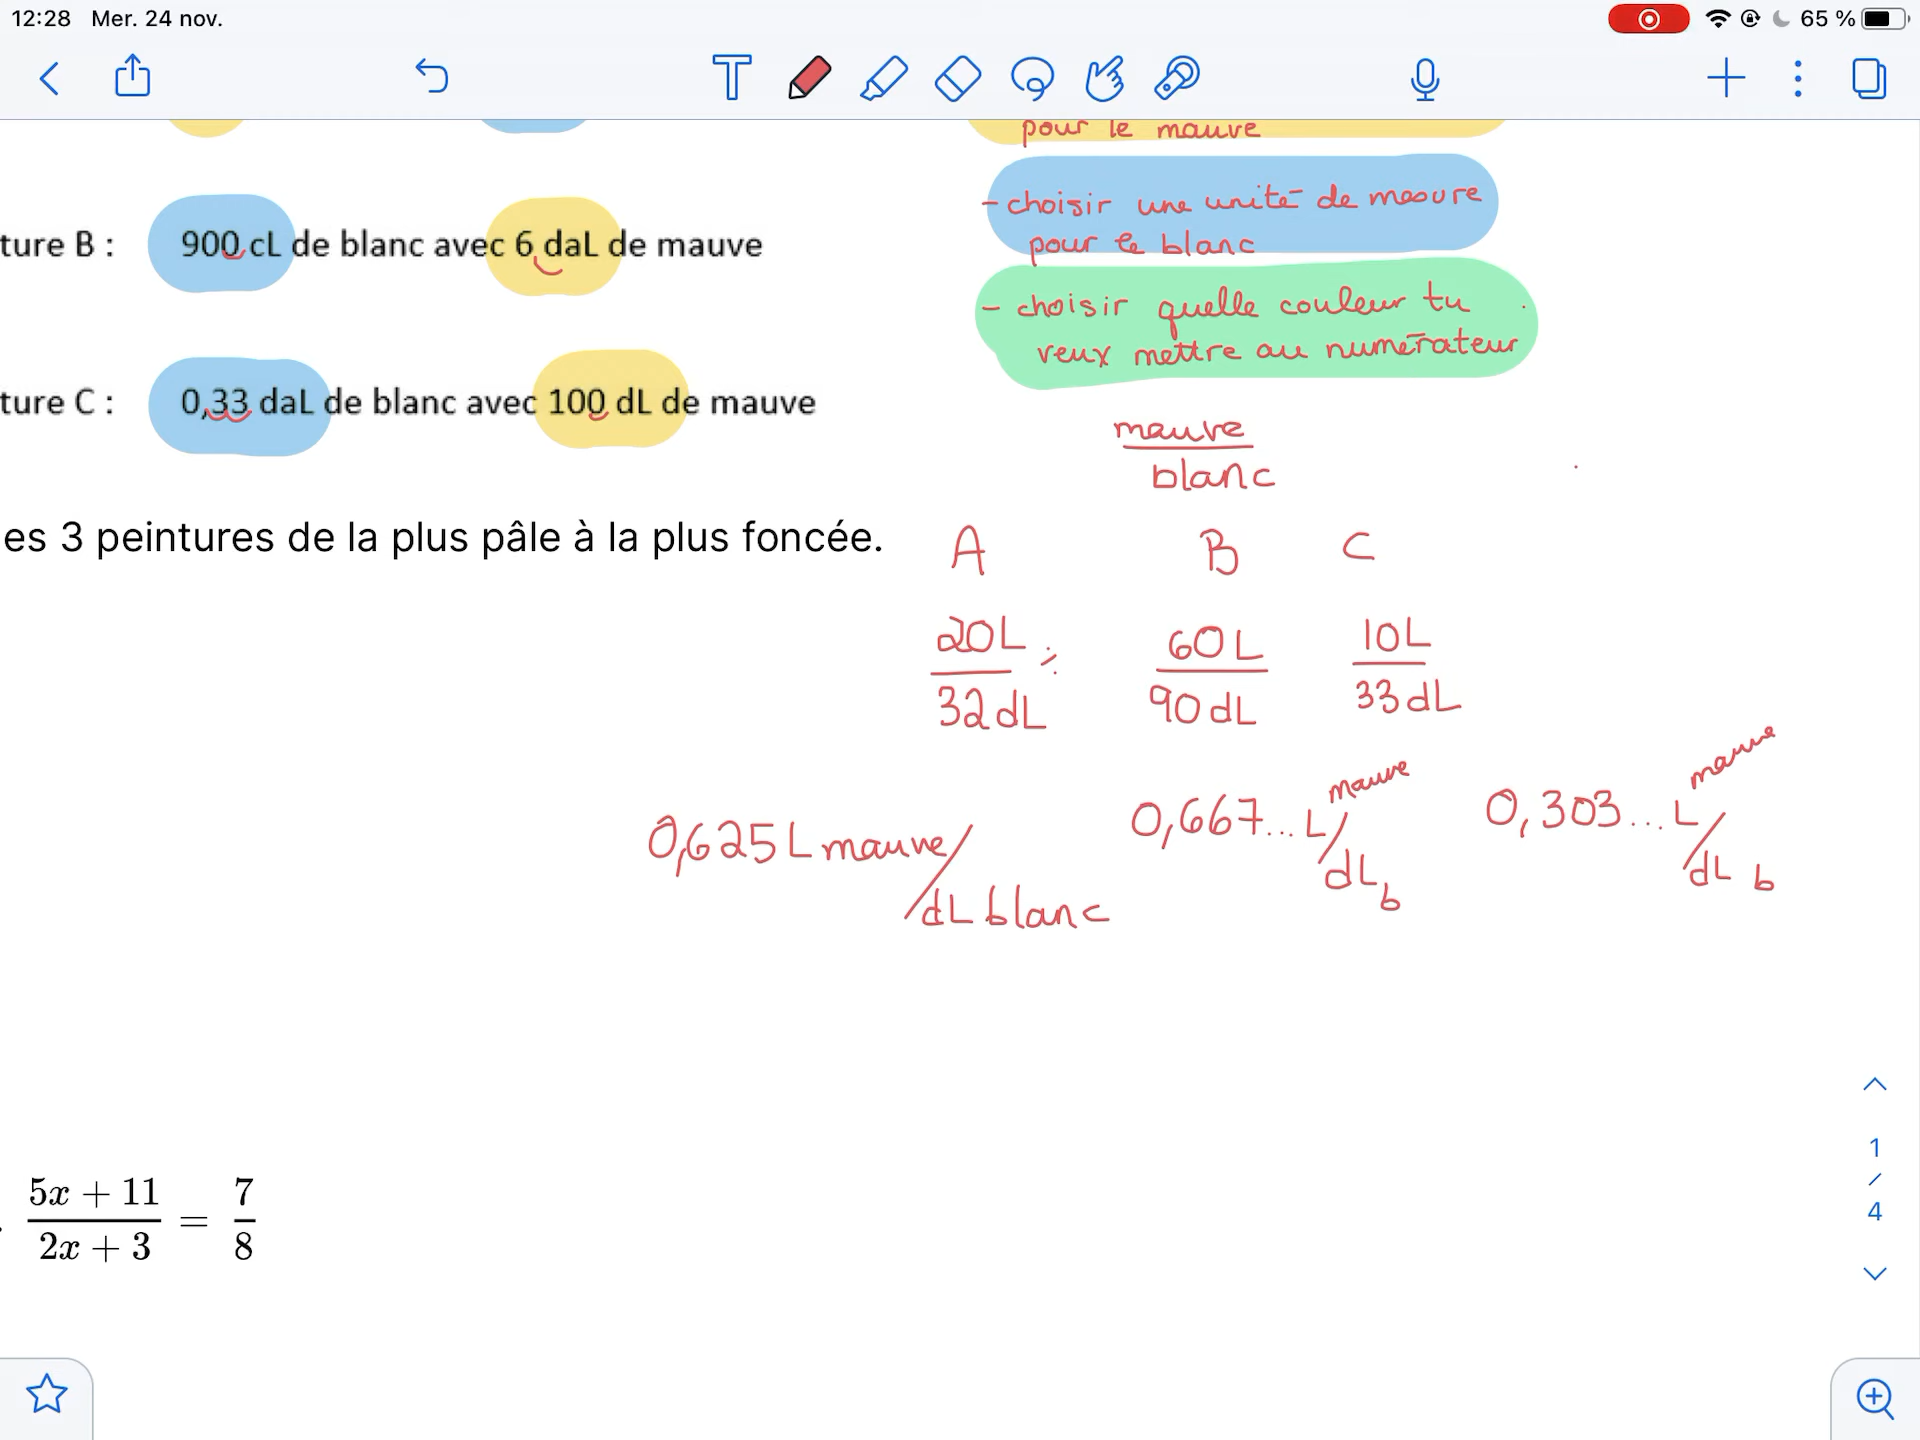 12:28 Mer. 24 nov.
65 %
T
pour le mauve
- choisir une unité de mesure
pour le blanc
ture B : 900 cL de blanc avec 6 daL de mauve
- choisir quelle couleur tu
veux mettre au numérateur
ture C : 0,33 daL de blanc avec 100 dL de mauve
mauve
blanc
es 3 peintures de la plus pâle à la plus foncée.
A B C
20L ÷ 60L 10L
32dL 90dL 33dL
mauve mauve
0,625L mauve/ 0,667...L/ 0,303...L/
dL blanc dL b dL b
1
/
4
5x + 11 = 7
2x + 3 8